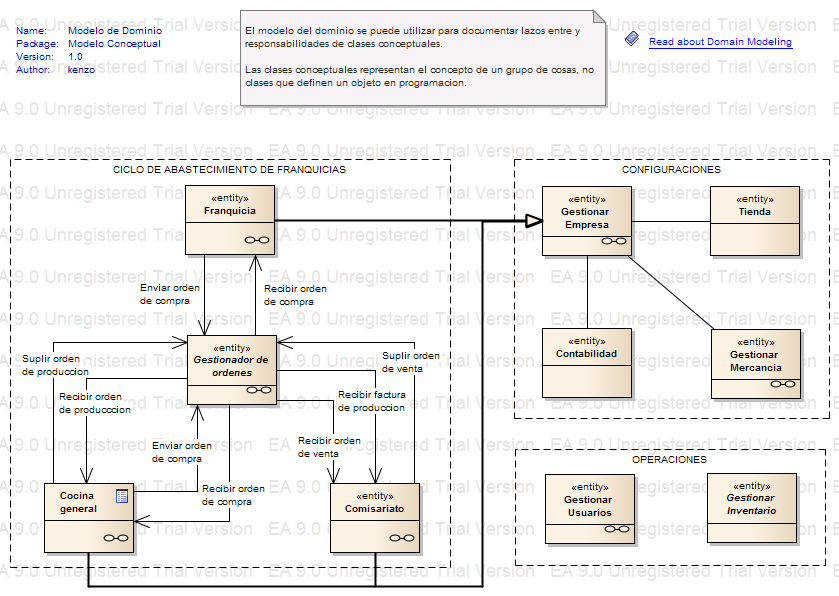 Name: Modelo de Dominio
Package: Modelo Conceptual
Version: 1.0
Author: kenzo
El modelo del dominio se puede utilizar para documentar lazos entre y
responsabilidades de clases conceptuales.
Las clases conceptuales representan el concepto de un grupo de cosas, no
clases que definen un objeto en programacion.
Read about Domain Modeling
EA 9.0 Unregistered Trial Version
CICLO DE ABASTECIMIENTO DE FRANQUICIAS
«entity»
Franquicia
Enviar orden
de compra
Recibir orden
de compra
«entity»
Gestionador de
ordenes
Suplir orden
de produccion
Recibir orden
de producccion
Suplir orden
de venta
Recibir factura
de produccion
Enviar orden
de compra
Recibir orden
de venta
Recibir orden
de compra
Cocina
general
«entity»
Comisariato
CONFIGURACIONES
«entity»
Gestionar
Empresa
«entity»
Tienda
«entity»
Contabilidad
«entity»
Gestionar
Mercancia
OPERACIONES
«entity»
Gestionar
Usuarios
«entity»
Gestionar
Inventario